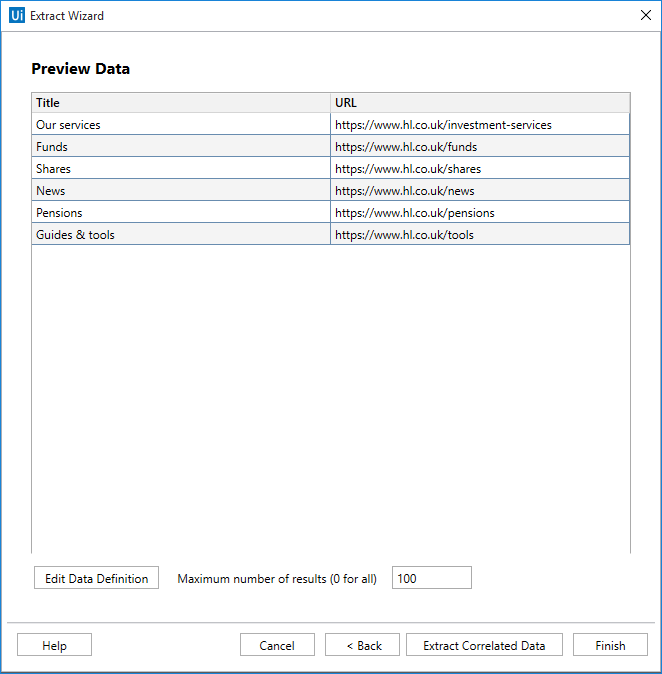 Ui Extract Wizard
Preview Data
Title URL
Our services https://www.hl.co.uk/investment-services
Funds https://www.hl.co.uk/funds
Shares https://www.hl.co.uk/shares
News https://www.hl.co.uk/news
Pensions https://www.hl.co.uk/pensions
Guides & tools https://www.hl.co.uk/tools
Edit Data Definition Maximum number of results (0 for all) 100
Help Cancel < Back Extract Correlated Data Finish